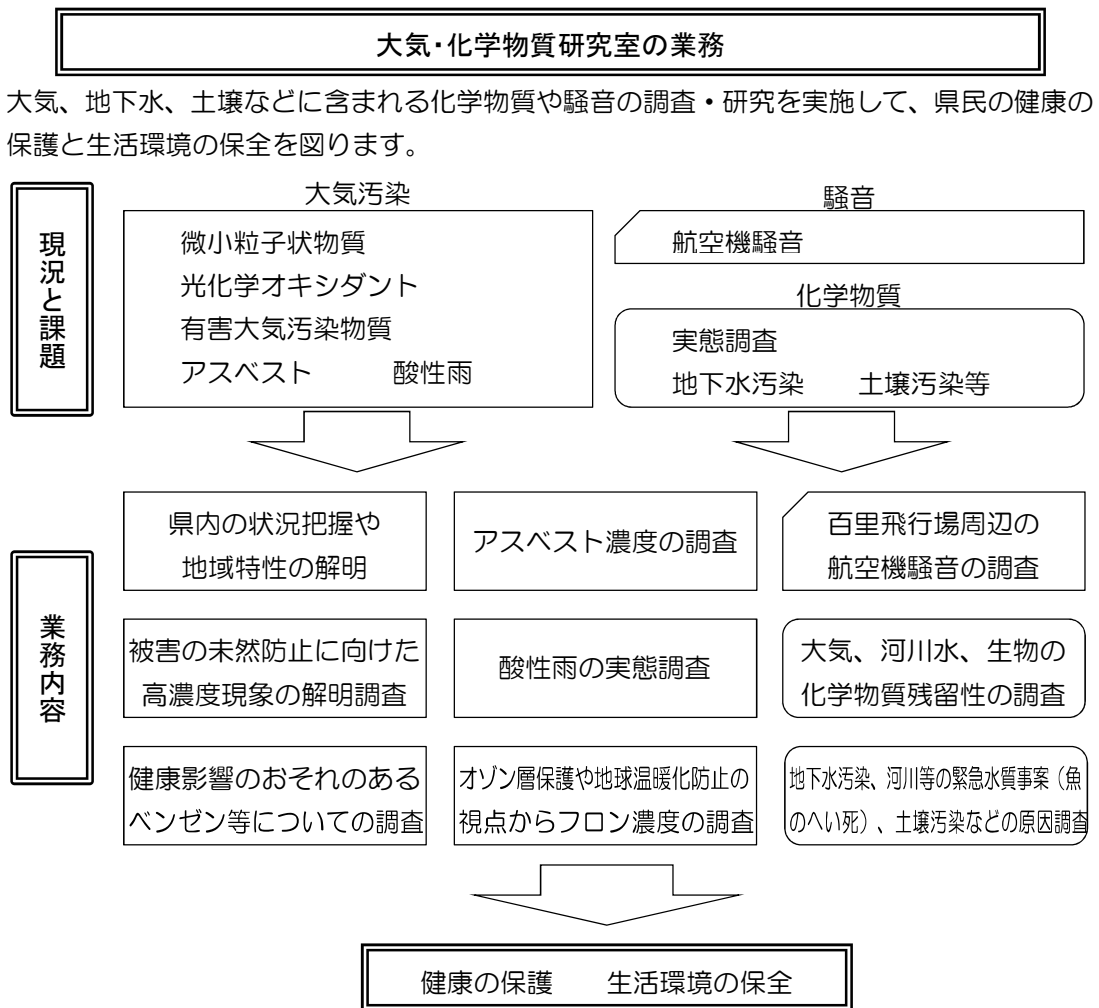 大気・化学物質研究室の業務
大気、地下水、土壌などに含まれる化学物質や騒音の調査・研究を実施して、県民の健康の
保護と生活環境の保全を図ります。
現況と課題
大気汚染
微小粒子状物質
光化学オキシダント
有害大気汚染物質
アスベスト　酸性雨
騒音
航空機騒音
化学物質
実態調査
地下水汚染　土壌汚染等
業務内容
県内の状況把握や
地域特性の解明
アスベスト濃度の調査
百里飛行場周辺の
航空機騒音の調査
被害の未然防止に向けた
高濃度現象の解明調査
酸性雨の実態調査
大気、河川水、生物の
化学物質残留性の調査
健康影響のおそれのある
ベンゼン等についての調査
オゾン層保護や地球温暖化防止の
視点からフロン濃度の調査
地下水汚染、河川等の緊急水質事案（魚
のへい死）、土壌汚染などの原因調査
健康の保護　生活環境の保全